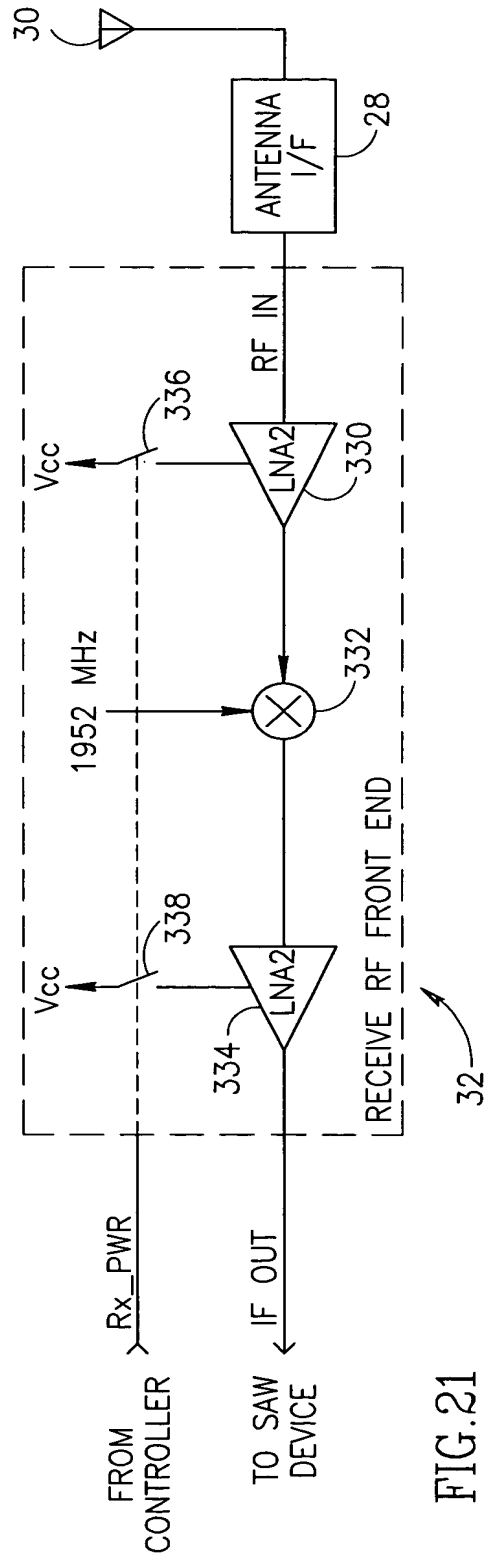 30
ANTENNA
I/F
28
RF IN
Vcc
336
LNA2
330
1952 MHz
332
Vcc
338
LNA2
334
RECEIVE RF FRONT END
32
Rx_PWR
FROM
CONTROLLER
IF OUT
TO SAW
DEVICE
FIG.21